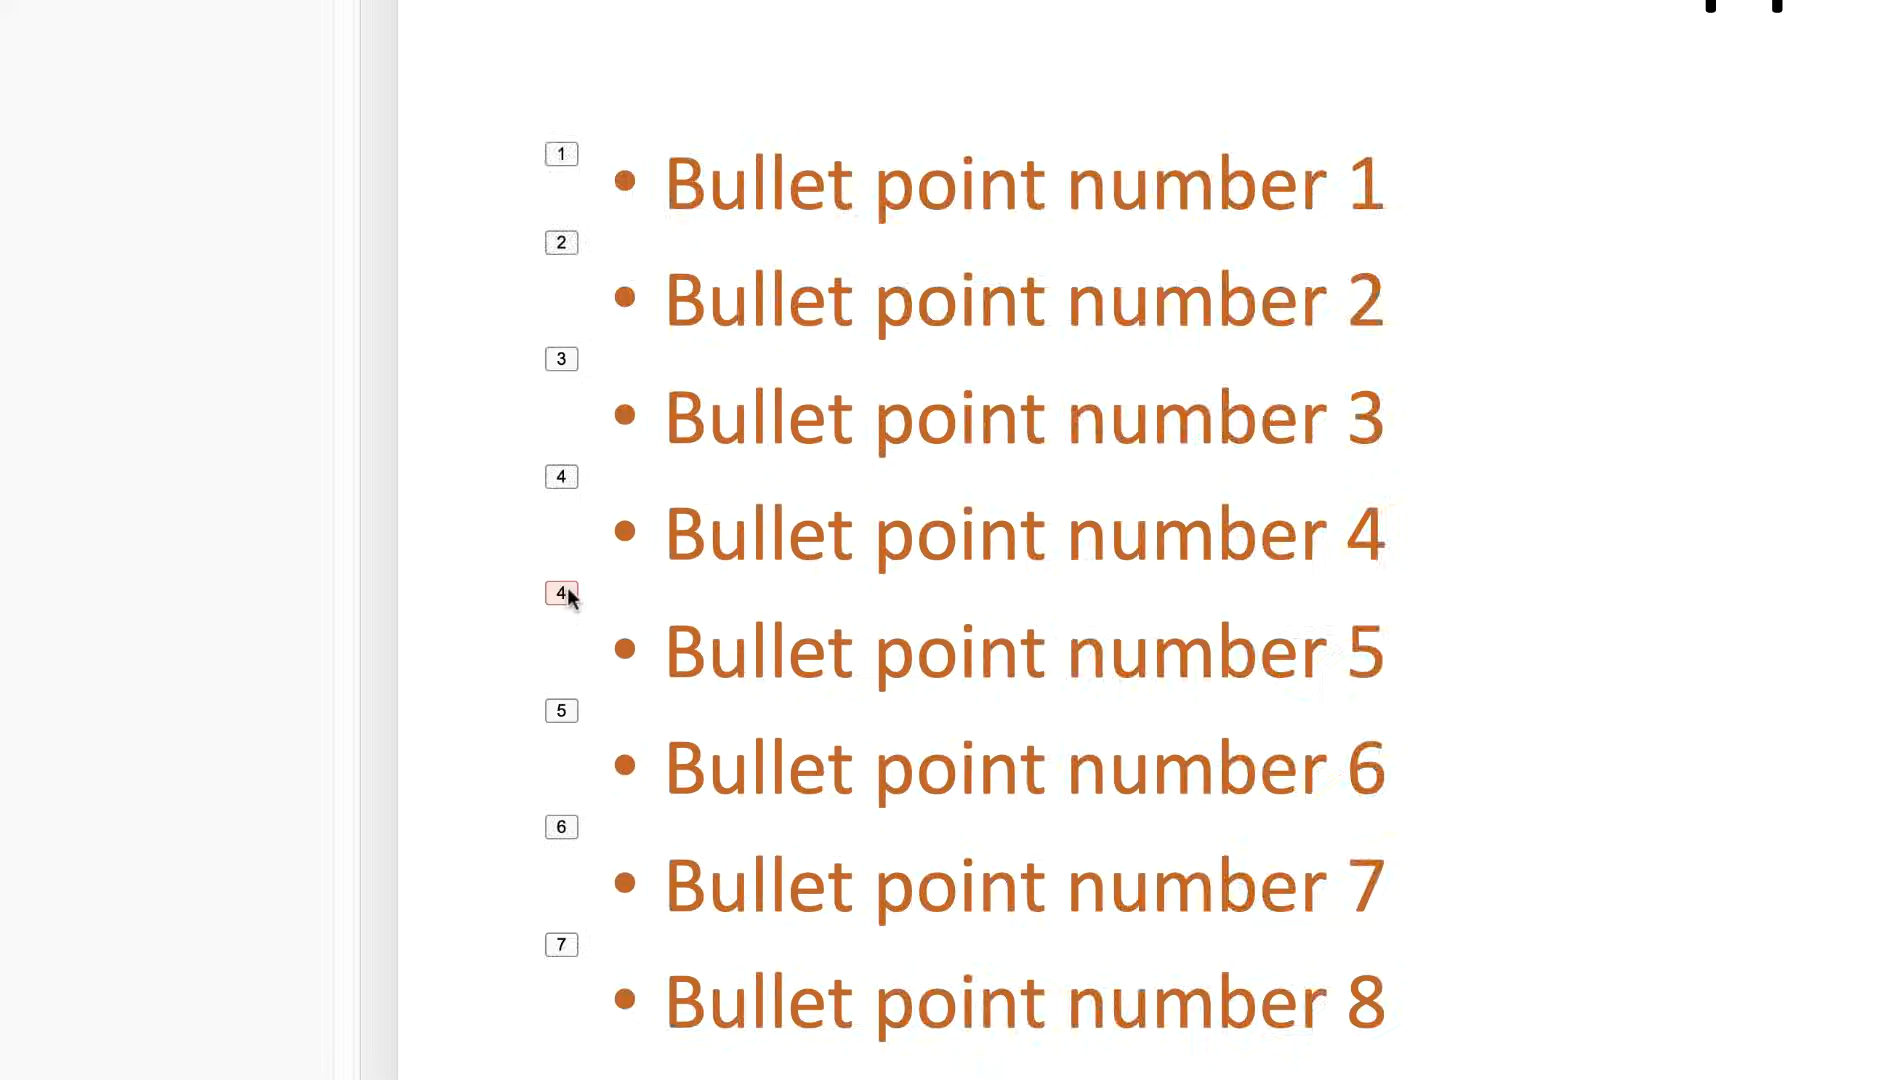 1
• Bullet point number 1
2
• Bullet point number 2
3
• Bullet point number 3
4
• Bullet point number 4
4
• Bullet point number 5
5
• Bullet point number 6
6
• Bullet point number 7
7
• Bullet point number 8